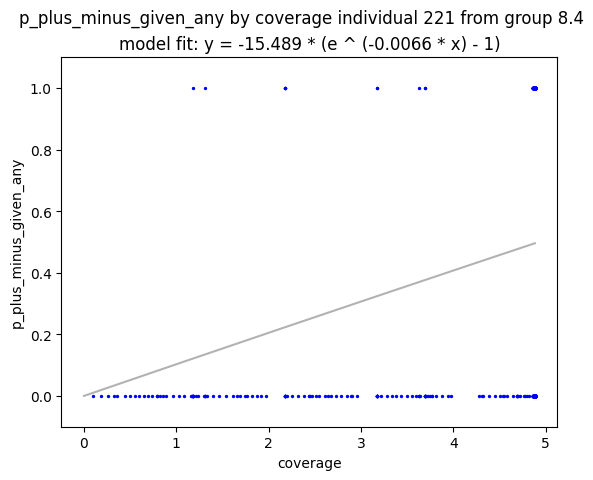 p_plus_minus_given_any by coverage individual 221 from group 8.4
model fit: y = -15.489 * (e ^ (-0.0066 * x) - 1)
1.0
0.8
0.6
0.4
0.2
0.0
p_plus_minus_given_any
0 1 2 3 4 5
coverage